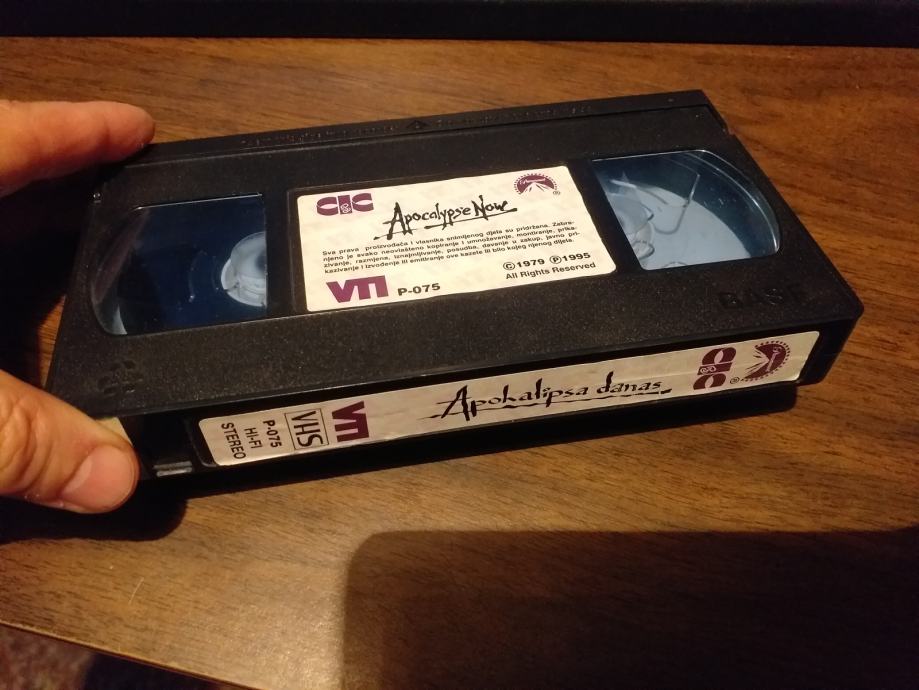 CIC
Paramount
®
Apocalypse Now
Sva prava proizvođača i vlasnika snimljenog djela su pridržana. Zabra-
njeno je svako neovlašteno kopiranje i umnožavanje, montiranje, prika-
zivanje, razmjena, iznajmljivanje, posudba, davanje u zakup, javno pri-
kazivanje i izvođenje ili emitiranje ove kazete ili bilo kojeg njenog dijela.
©1979 ℗1995
All Rights Reserved
VTI P-075
BASF
P-075
HI-FI
STEREO
VHS
VTI
Apokalipsa danas
CIC
®